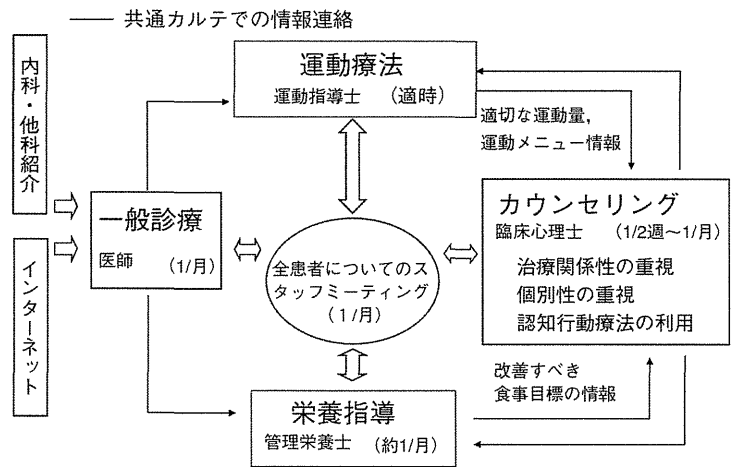 共通カルテでの情報連絡
内科・他科紹介
インターネット
運動療法
運動指導士 （適時）
適切な運動量，
運動メニュー情報
一般診療
医師 （1/月）
全患者についてのス
タッフミーティング
（１/月）
カウンセリング
臨床心理士 （1/2週～1/月）
治療関係性の重視
個別性の重視
認知行動療法の利用
改善すべき
食事目標の情報
栄養指導
管理栄養士 （約1/月）